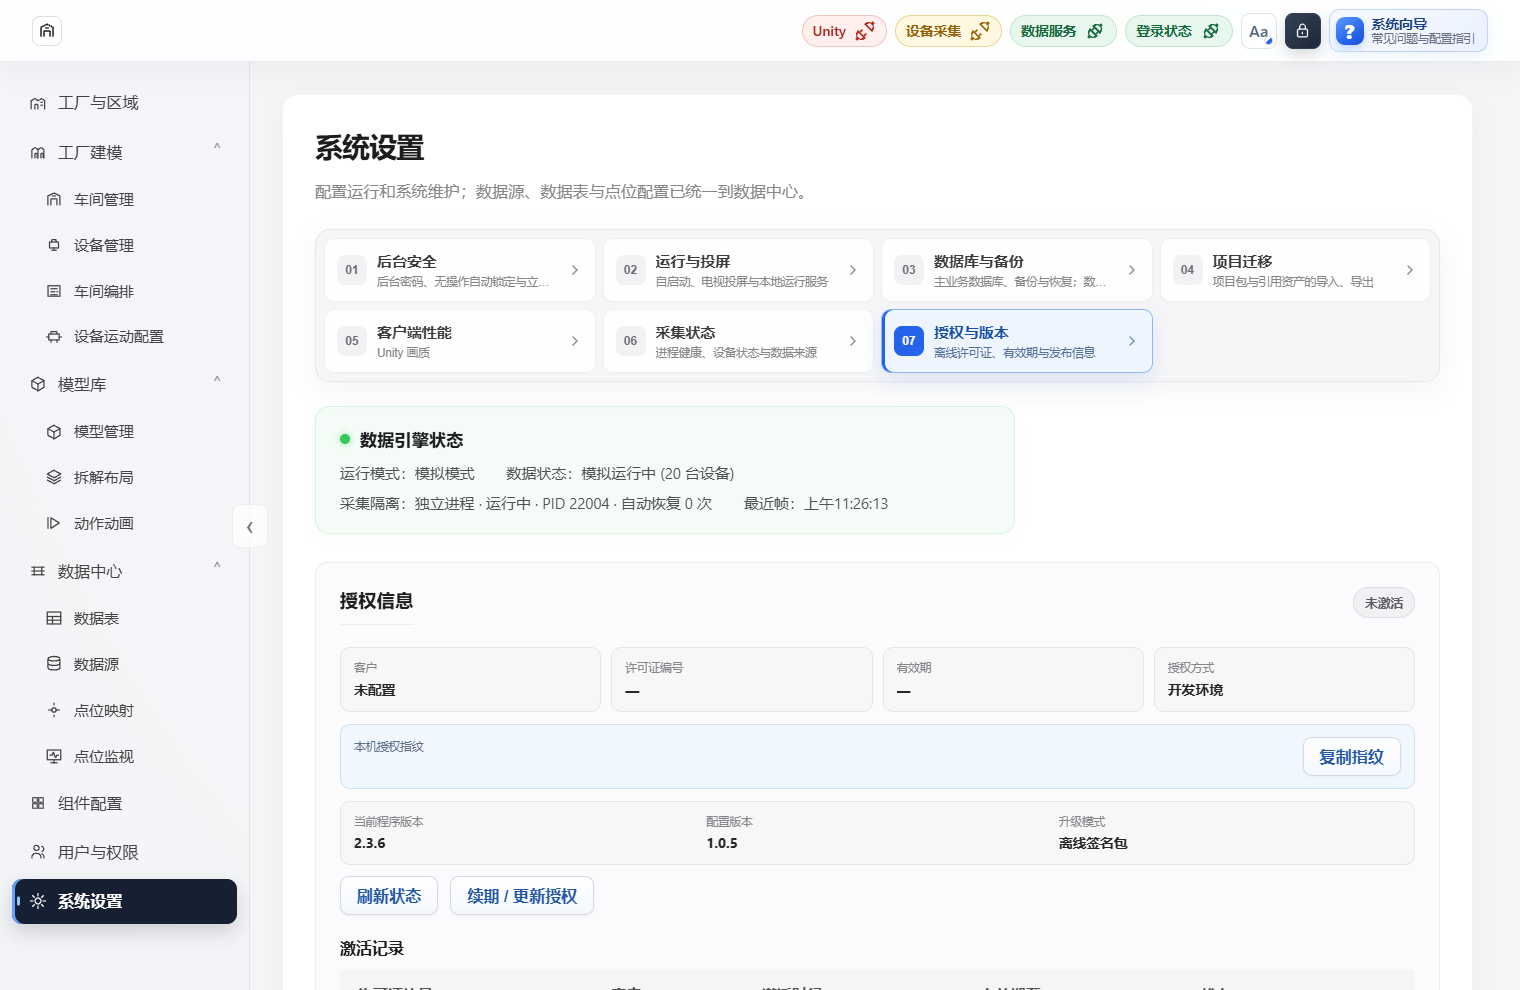 Unity
设备采集
数据服务
登录状态
Aa
?
系统向导
常见问题与配置指引
工厂与区域
工厂建模
车间管理
设备管理
车间编排
设备运动配置
模型库
模型管理
拆解布局
动作动画
数据中心
数据表
数据源
点位映射
点位监视
组件配置
用户与权限
系统设置
系统设置
配置运行和系统维护；数据源、数据表与点位配置已统一到数据中心。
01
后台安全
后台密码、无操作自动锁定与立...
02
运行与投屏
自启动、电视投屏与本地运行服务
03
数据库与备份
主业务数据库、备份与恢复；数...
04
项目迁移
项目包与引用资产的导入、导出
05
客户端性能
Unity 画质
06
采集状态
进程健康、设备状态与数据来源
07
授权与版本
离线许可证、有效期与发布信息
数据引擎状态
运行模式：模拟模式 数据状态：模拟运行中 (20 台设备)
采集隔离：独立进程 · 运行中 · PID 22004 · 自动恢复 0 次 最近帧：上午11:26:13
授权信息
未激活
客户
未配置
许可证编号
—
有效期
—
授权方式
开发环境
本机授权指纹
复制指纹
当前程序版本
2.3.6
配置版本
1.0.5
升级模式
离线签名包
刷新状态
续期 / 更新授权
激活记录